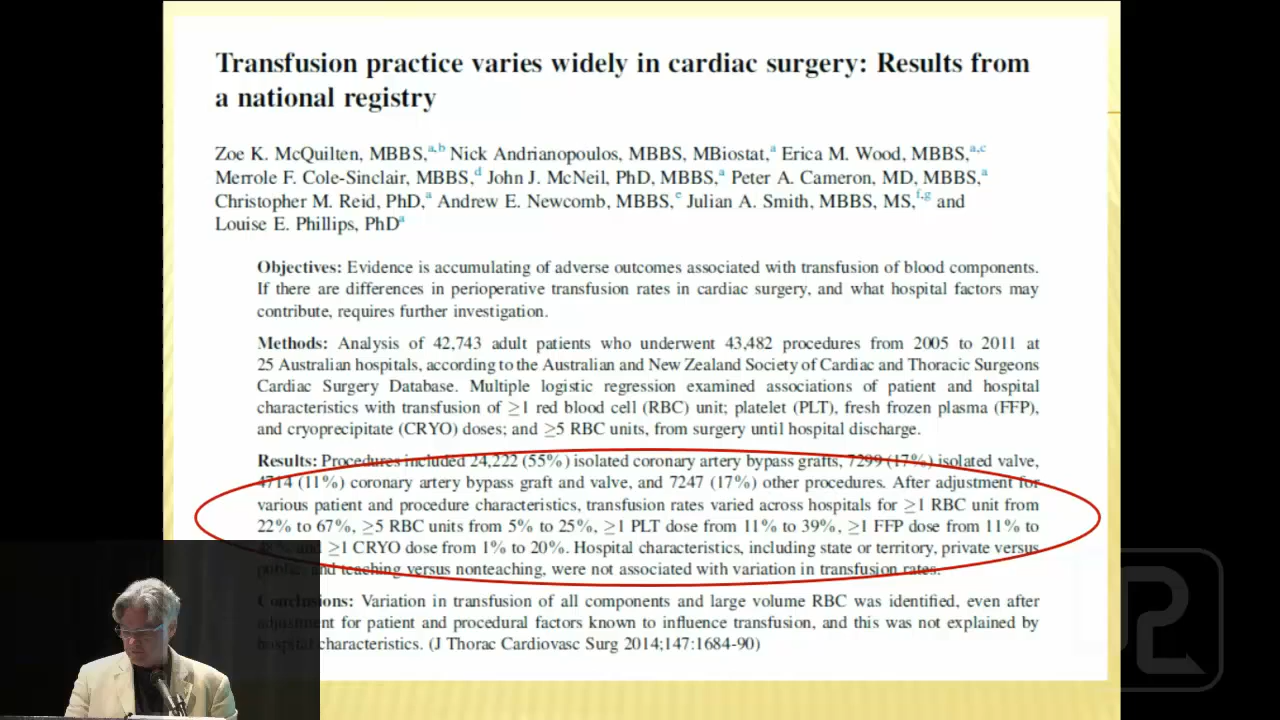 Transfusion practice varies widely in cardiac surgery: Results from
a national registry
Zoe K. McQuilten, MBBS,a,b Nick Andrianopoulos, MBBS, MBiostat,a Erica M. Wood, MBBS,a,c
Merrole F. Cole-Sinclair, MBBS,d John J. McNeil, PhD, MBBS,a Peter A. Cameron, MD, MBBS,a
Christopher M. Reid, PhD,a Andrew E. Newcomb, MBBS,e Julian A. Smith, MBBS, MS,f,g and
Louise E. Phillips, PhDa
Objectives: Evidence is accumulating of adverse outcomes associated with transfusion of blood components.
If there are differences in perioperative transfusion rates in cardiac surgery, and what hospital factors may
contribute, requires further investigation.
Methods: Analysis of 42,743 adult patients who underwent 43,482 procedures from 2005 to 2011 at
25 Australian hospitals, according to the Australian and New Zealand Society of Cardiac and Thoracic Surgeons
Cardiac Surgery Database. Multiple logistic regression examined associations of patient and hospital
characteristics with transfusion of ≥1 red blood cell (RBC) unit; platelet (PLT), fresh frozen plasma (FFP),
and cryoprecipitate (CRYO) doses; and ≥5 RBC units, from surgery until hospital discharge.
Results: Procedures included 24,222 (55%) isolated coronary artery bypass grafts, 7299 (17%) isolated valve,
4714 (11%) coronary artery bypass graft and valve, and 7247 (17%) other procedures. After adjustment for
various patient and procedure characteristics, transfusion rates varied across hospitals for ≥1 RBC unit from
22% to 67%, ≥5 RBC units from 5% to 25%, ≥1 PLT dose from 11% to 39%, ≥1 FFP dose from 11% to
and ≥1 CRYO dose from 1% to 20%. Hospital characteristics, including state or territory, private versus
public, and teaching versus nonteaching, were not associated with variation in transfusion rates.
Conclusions: Variation in transfusion of all components and large volume RBC was identified, even after
adjustment for patient and procedural factors known to influence transfusion, and this was not explained by
hospital characteristics. (J Thorac Cardiovasc Surg 2014;147:1684-90)